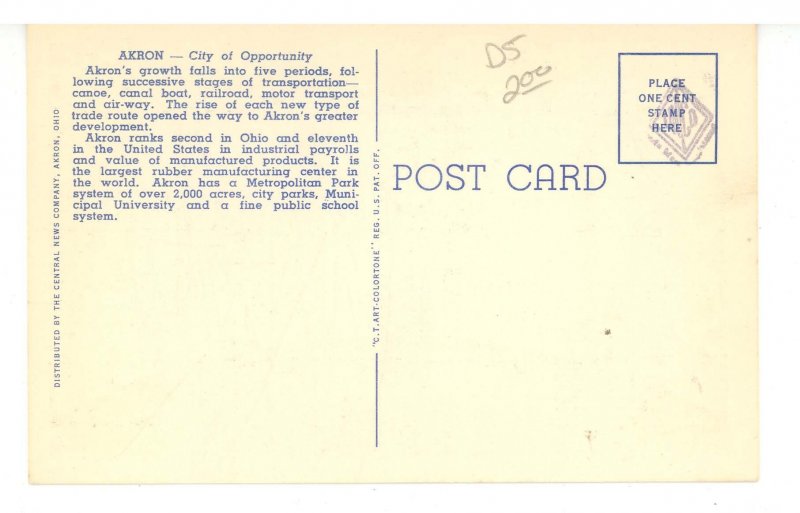 AKRON — City of Opportunity
Akron's growth falls into five periods, fol-
lowing successive stages of transportation—
canoe, canal boat, railroad, motor transport
and air-way. The rise of each new type of
trade route opened the way to Akron's greater
development.
Akron ranks second in Ohio and eleventh
in the United States in industrial payrolls
and value of manufactured products. It is
the largest rubber manufacturing center in
the world. Akron has a Metropolitan Park
system of over 2,000 acres, city parks, Muni-
cipal University and a fine public school
system.
DISTRIBUTED BY THE CENTRAL NEWS COMPANY, AKRON, OHIO
"C.T. ART-COLORTONE" REG. U.S. PAT. OFF.
POST CARD
DS
200
PLACE
ONE CENT
STAMP
HERE